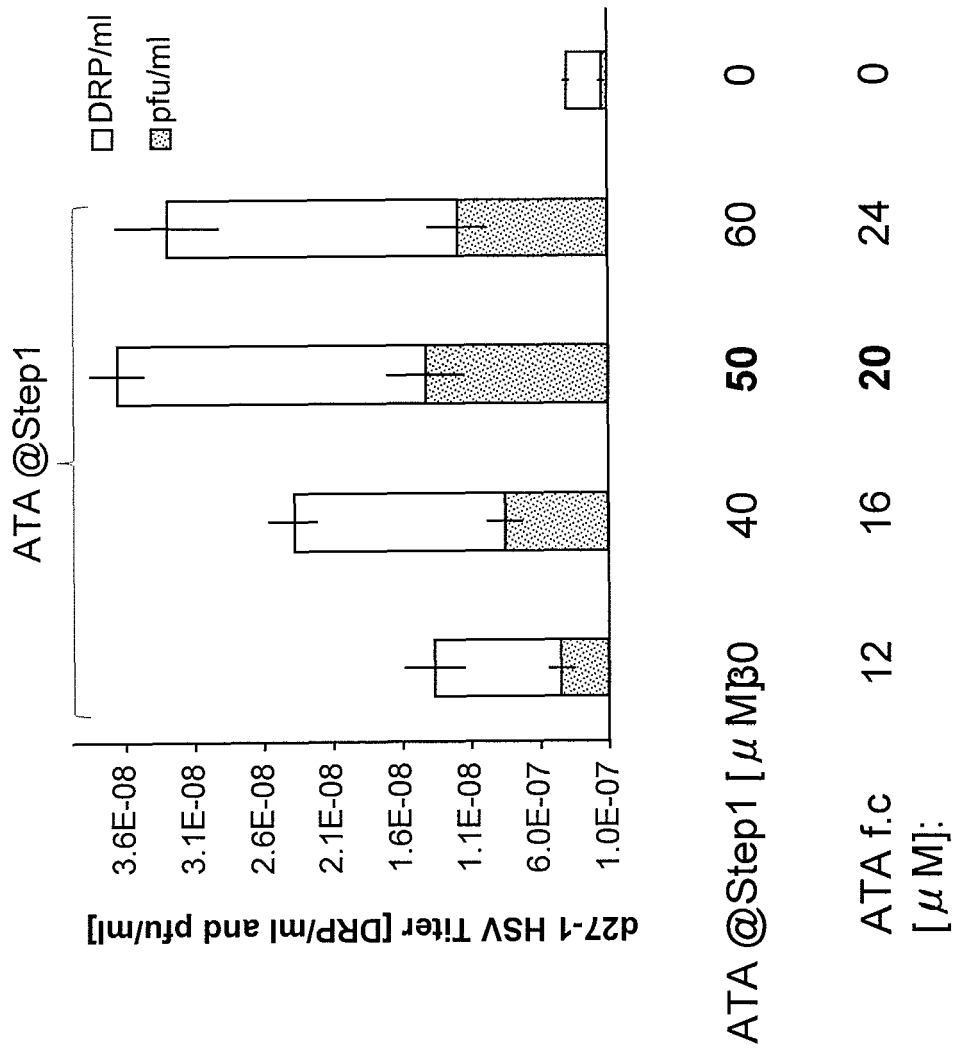 ATA @Step1
DRP/ml
pfu/ml
d27-1 HSV Titer [DRP/ml and pfu/ml]
3.6E-08
3.1E-08
2.6E-08
2.1E-08
1.6E-08
1.1E-08
6.0E-07
1.0E-07
ATA @Step1 [μM] 30 40 50 60 0
ATA f.c 12 16 20 24 0
[μM]: